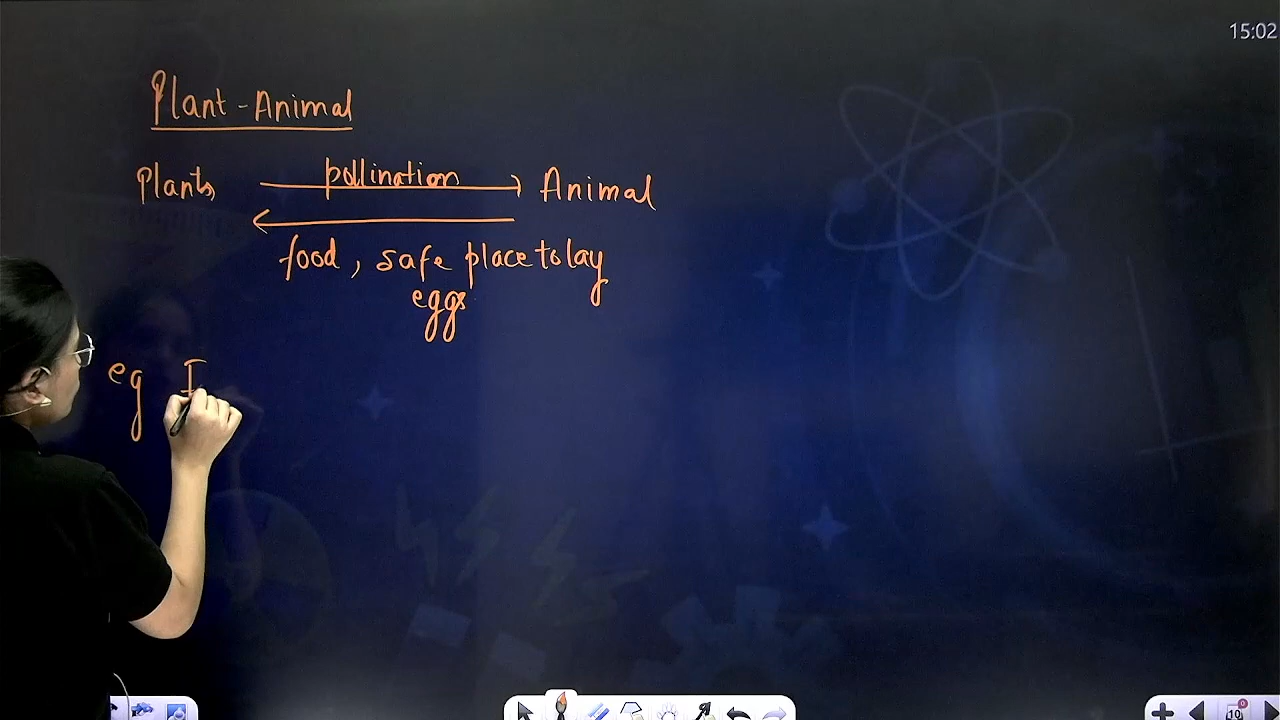 15:02
Plant - Animal
Plants pollination Animal
food, safe place to lay
eggs
eg